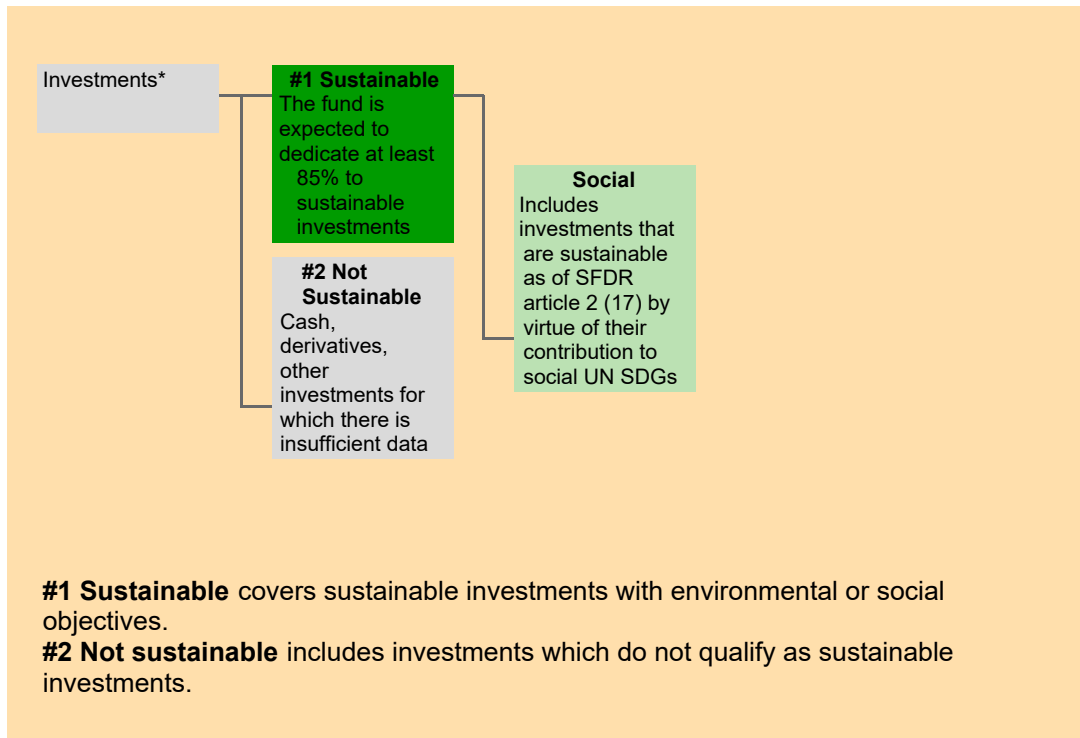 Investments*
#1 Sustainable
The fund is
expected to
dedicate at least
85% to
sustainable
investments
#2 Not
Sustainable
Cash,
derivatives,
other
investments for
which there is
insufficient data
Social
Includes
investments that
are sustainable
as of SFDR
article 2 (17) by
virtue of their
contribution to
social UN SDGs
#1 Sustainable covers sustainable investments with environmental or social
objectives.
#2 Not sustainable includes investments which do not qualify as sustainable
investments.